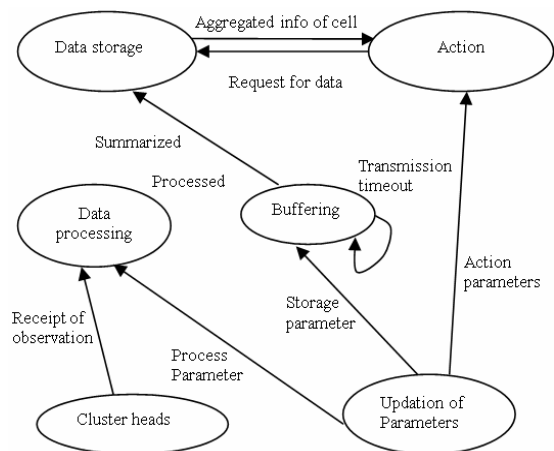 Aggregated info of cell
Data storage
Action
Request for data
Summarized
Processed
Transmission
timeout
Data
processing
Buffering
Action
parameters
Storage
parameter
Receipt of
observation
Process
Parameter
Cluster heads
Updation of
Parameters